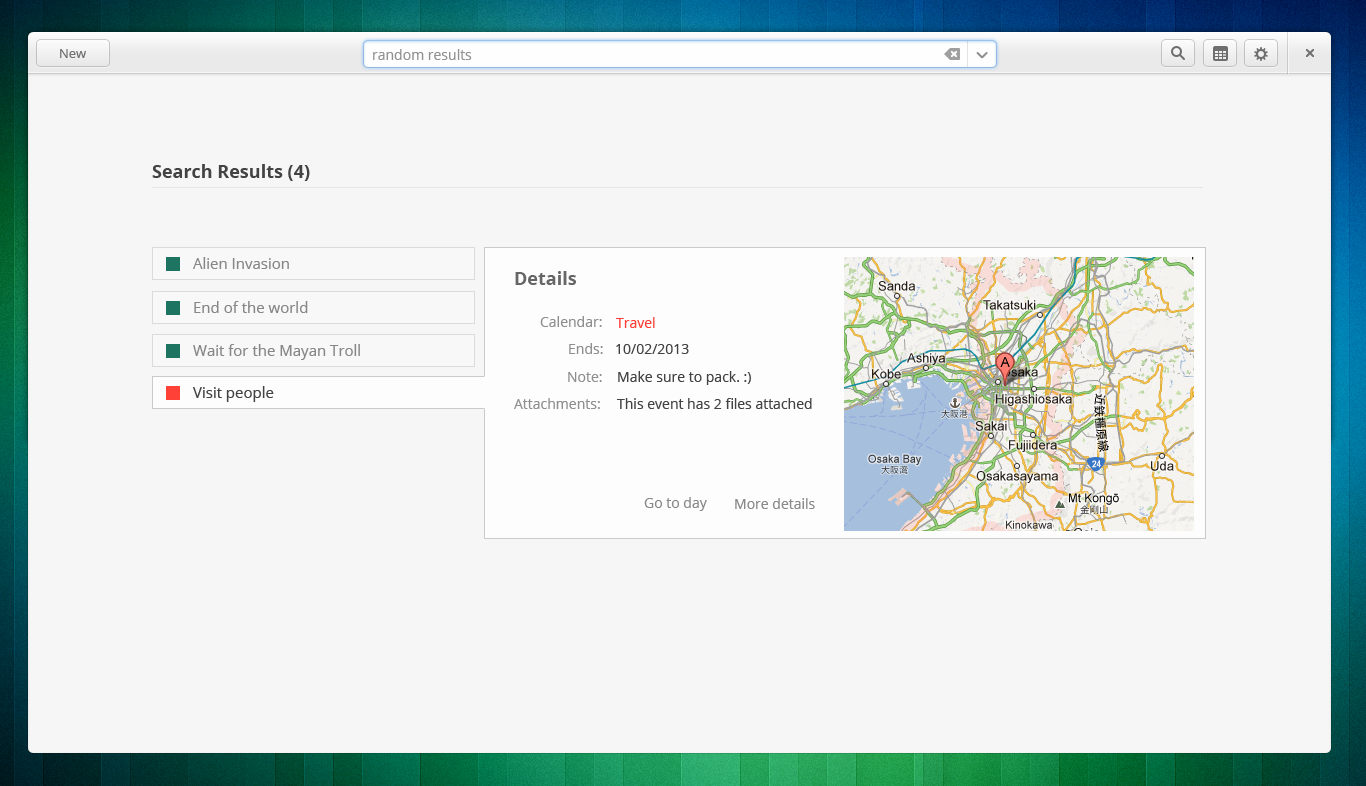 New
random results
Search Results (4)
Alien Invasion
End of the world
Wait for the Mayan Troll
Visit people
Details
Calendar: Travel
Ends: 10/02/2013
Note: Make sure to pack. :)
Attachments: This event has 2 files attached
Go to day More details
Sanda
Takatsuki
Ashiya
Kobe
A
Osaka
Higashiosaka
大阪港
近鉄橿原線
Sakai
Fujiidera
Osaka Bay
大阪湾
24
Uda
Osakasayama
Mt Kongō
金剛山
Kinokawa